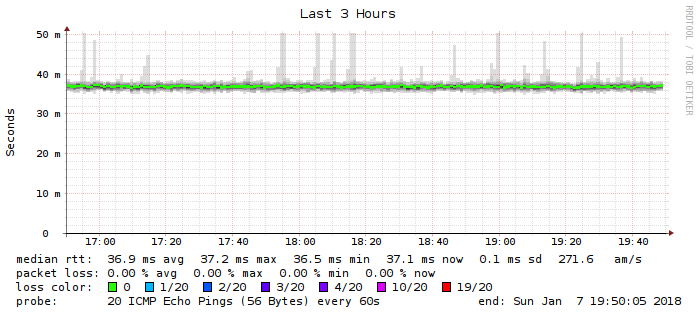 Last 3 Hours
RRDTOOL / TOBI OETIKER
Seconds
50 m
40 m
30 m
20 m
10 m
0
17:00 17:20 17:40 18:00 18:20 18:40 19:00 19:20 19:40
median rtt: 36.9 ms avg 37.2 ms max 36.5 ms min 37.1 ms now 0.1 ms sd 271.6 am/s
packet loss: 0.00 % avg 0.00 % max 0.00 % min 0.00 % now
loss color: 0 1/20 2/20 3/20 4/20 10/20 19/20
probe: 20 ICMP Echo Pings (56 Bytes) every 60s end: Sun Jan 7 19:50:05 2018